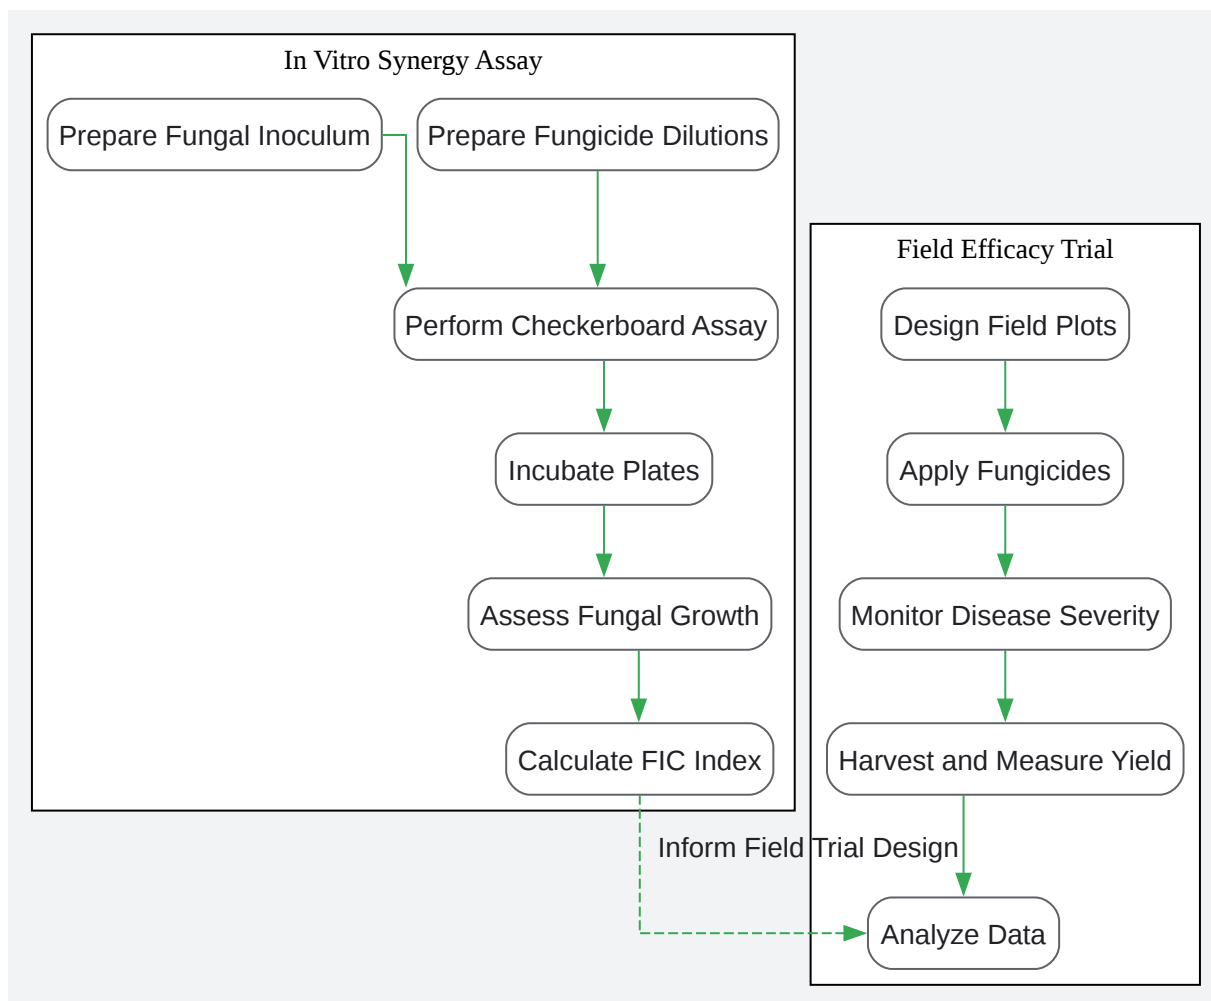 In Vitro Synergy Assay
Prepare Fungal Inoculum
Prepare Fungicide Dilutions
Perform Checkerboard Assay
Incubate Plates
Assess Fungal Growth
Calculate FIC Index
Inform Field Trial Design
Field Efficacy Trial
Design Field Plots
Apply Fungicides
Monitor Disease Severity
Harvest and Measure Yield
Analyze Data